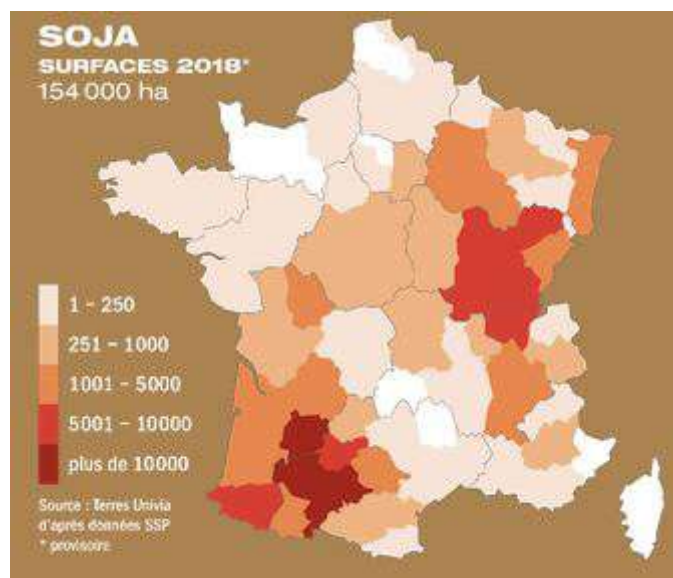 SOJA
SURFACES 2018*
154 000 ha
1 – 250
251 – 1000
1001 – 5000
5001 – 10000
plus de 10000
Source : Terres Univia
d'après données SSP
* provisoire